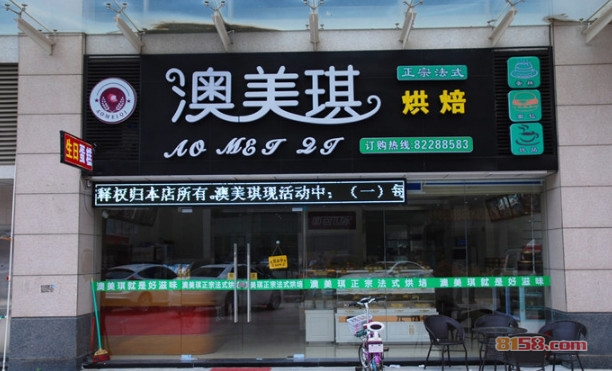 澳美琪
AO MEI QI
正宗法式
烘焙
订购热线:82288583
生日蛋糕
释权归本店所有.澳美琪现活动中:(一)每
澳美琪就是好滋味 澳美琪正宗法式烘焙 澳美琪就是好滋味
8158.com